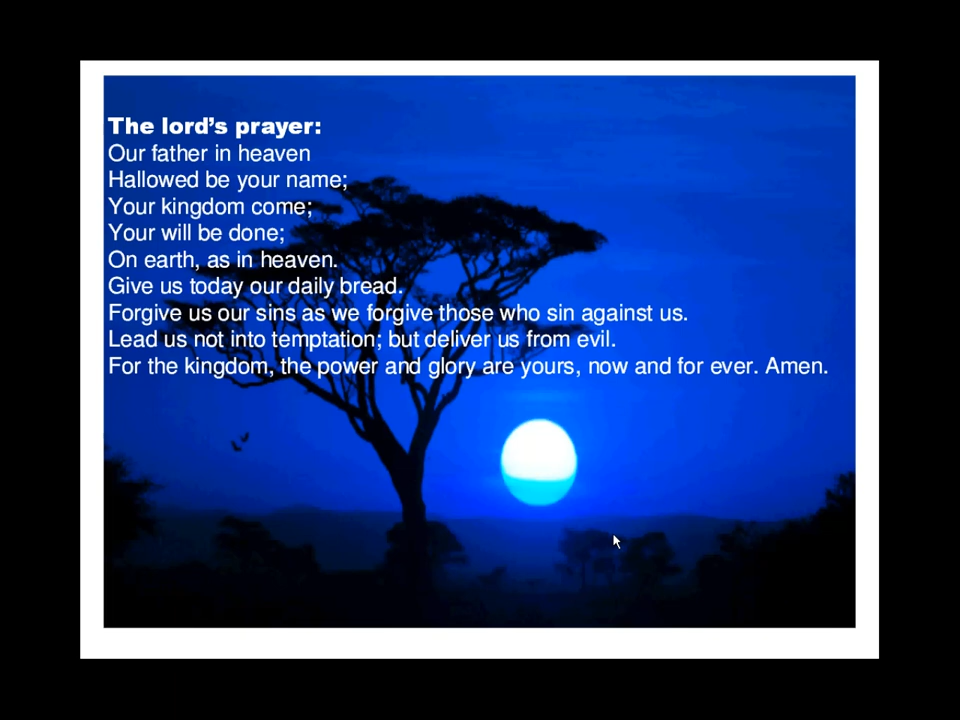 The lord’s prayer:
Our father in heaven
Hallowed be your name;
Your kingdom come;
Your will be done;
On earth, as in heaven.
Give us today our daily bread.
Forgive us our sins as we forgive those who sin against us.
Lead us not into temptation; but deliver us from evil.
For the kingdom, the power and glory are yours, now and for ever. Amen.